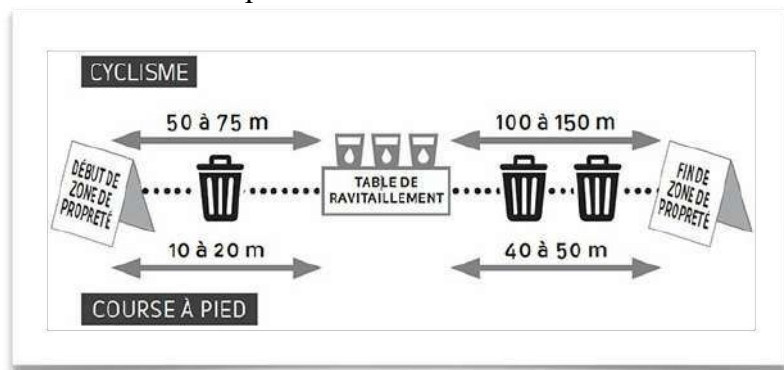 CYCLISME
50 à 75 m
100 à 150 m
DÉBUT DE
ZONE DE
PROPRETÉ
TABLE DE
RAVITAILLEMENT
FIN DE
ZONE DE
PROPRETÉ
10 à 20 m
40 à 50 m
COURSE À PIED